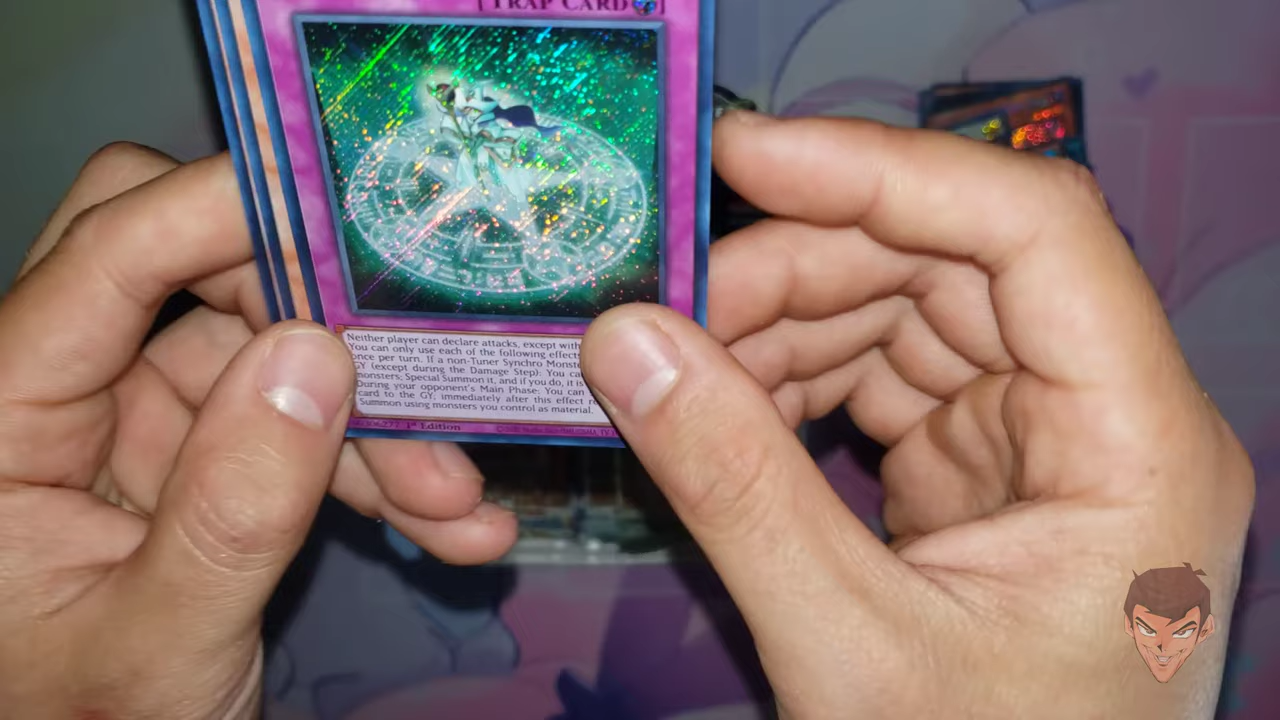 [TRAP CARD
Neither player can declare attacks, except with
You can only use each of the following effects
once per turn. If a non-Tuner Synchro Monste
GY (except during the Damage Step): You ca
monsters; Special Summon it, and if you do, it is
During your opponent's Main Phase: You can
card to the GY; immediately after this effect re
Summon using monsters you control as material.
1st Edition